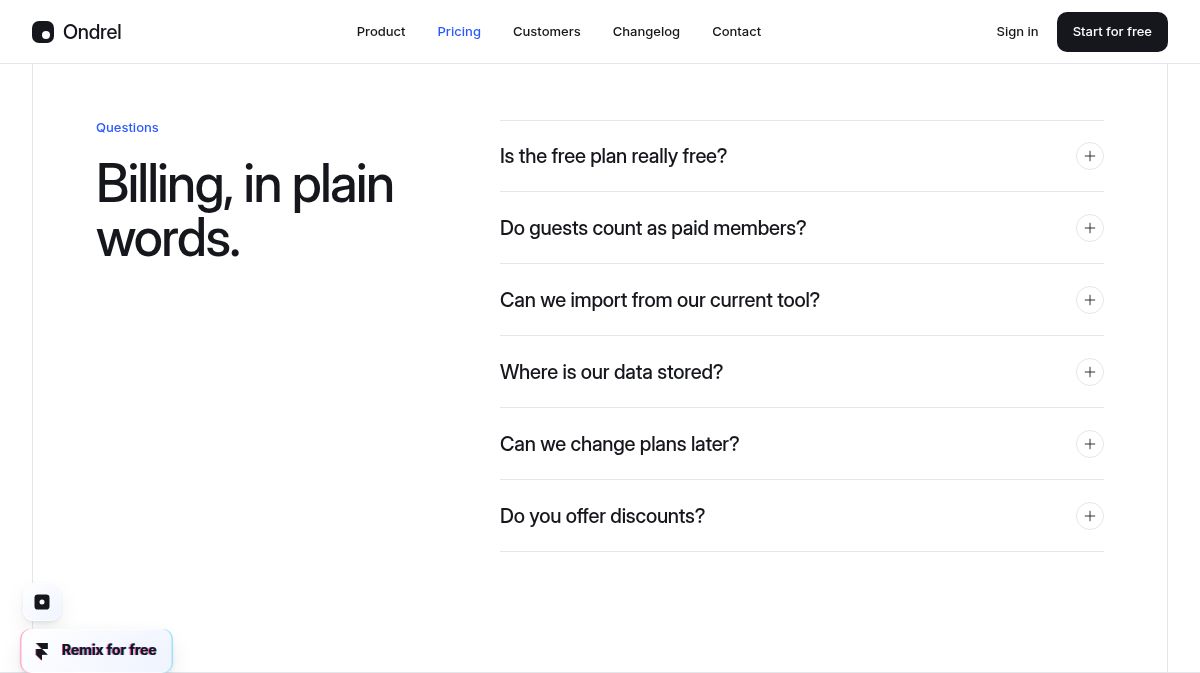 Ondrel
Product
Pricing
Customers
Changelog
Contact
Sign in
Start for free
Questions
Billing, in plain
words.
Is the free plan really free?
Do guests count as paid members?
Can we import from our current tool?
Where is our data stored?
Can we change plans later?
Do you offer discounts?
Remix for free